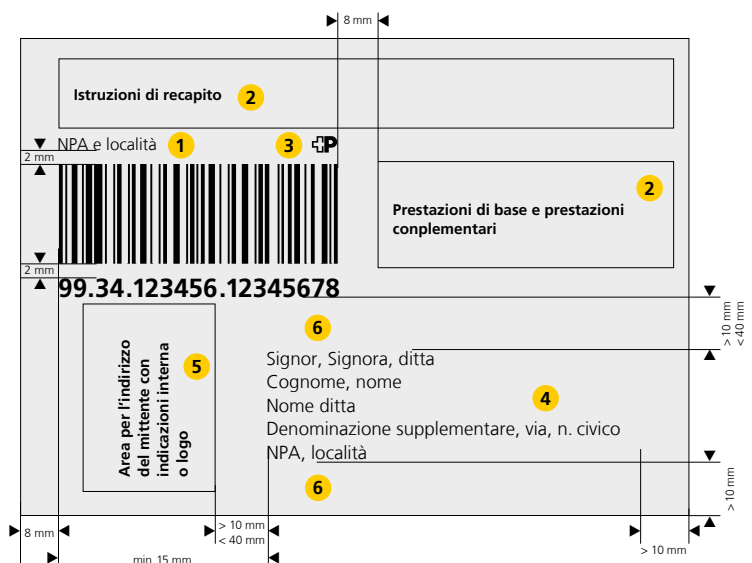 8 mm
Istruzioni di recapito 2
NPA e località 1 3 P
2 mm
2
Prestazioni di base e prestazioni
conplementari
2 mm
99.34.123456.12345678
> 10 mm
< 40 mm
6
Area per l'indirizzo
del mittente con
indicazioni interna
o logo
5
Signor, Signora, ditta
Cognome, nome
Nome ditta
4
Denominazione supplementare, via, n. civico
NPA, località
6
> 10 mm
8 mm
> 10 mm
< 40 mm
> 10 mm
min. 15 mm